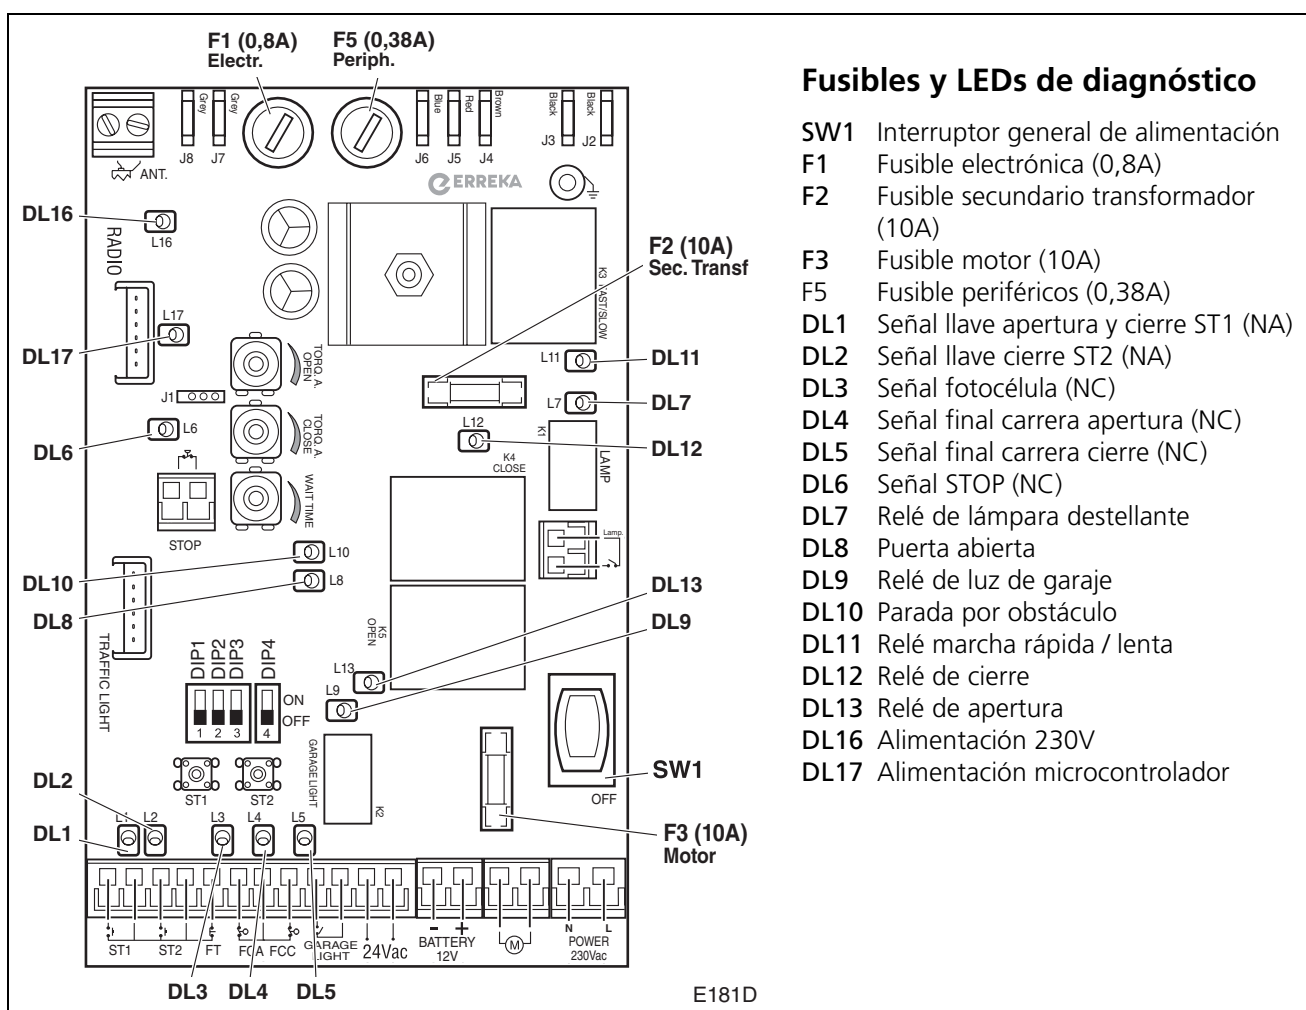 F1 (0,8A)
Electr.
F5 (0,38A)
Periph.
Grey
Grey
Blue
Red
Brown
Black
Black
J8
J7
J6
J5
J4
J3
J2
ANT.
ERREKA
DL16
L16
RADIO
F2 (10A)
Sec. Transf
K3 FAST/SLOW
L17
DL17
TORQ. A.
OPEN
L11
DL11
J1
L7
DL7
L6
DL6
TORQ. A.
CLOSE
L12
DL12
K4
CLOSE
K1
LAMP
WAIT TIME
STOP
Lamp.
L10
DL10
L8
DL8
DL13
DL9
K5
OPEN
TRAFFIC LIGHT
DIP1
DIP2
DIP3
DIP4
L13
L9
ON
OFF
1
2
3
4
GARAGE LIGHT
K2
SW1
OFF
ST1
ST2
DL2
DL1
L1
L2
L3
L4
L5
F3 (10A)
Motor
ST1
ST2
FT
FCA
FCC
GARAGE
LIGHT
24Vac
- +
BATTERY
12V
M
N
L
POWER
230Vac
DL3
DL4
DL5
E181D
Fusibles y LEDs de diagnóstico
SW1 Interruptor general de alimentación
F1 Fusible electrónica (0,8A)
F2 Fusible secundario transformador
(10A)
F3 Fusible motor (10A)
F5 Fusible periféricos (0,38A)
DL1 Señal llave apertura y cierre ST1 (NA)
DL2 Señal llave cierre ST2 (NA)
DL3 Señal fotocélula (NC)
DL4 Señal final carrera apertura (NC)
DL5 Señal final carrera cierre (NC)
DL6 Señal STOP (NC)
DL7 Relé de lámpara destellante
DL8 Puerta abierta
DL9 Relé de luz de garaje
DL10 Parada por obstáculo
DL11 Relé marcha rápida / lenta
DL12 Relé de cierre
DL13 Relé de apertura
DL16 Alimentación 230V
DL17 Alimentación microcontrolador